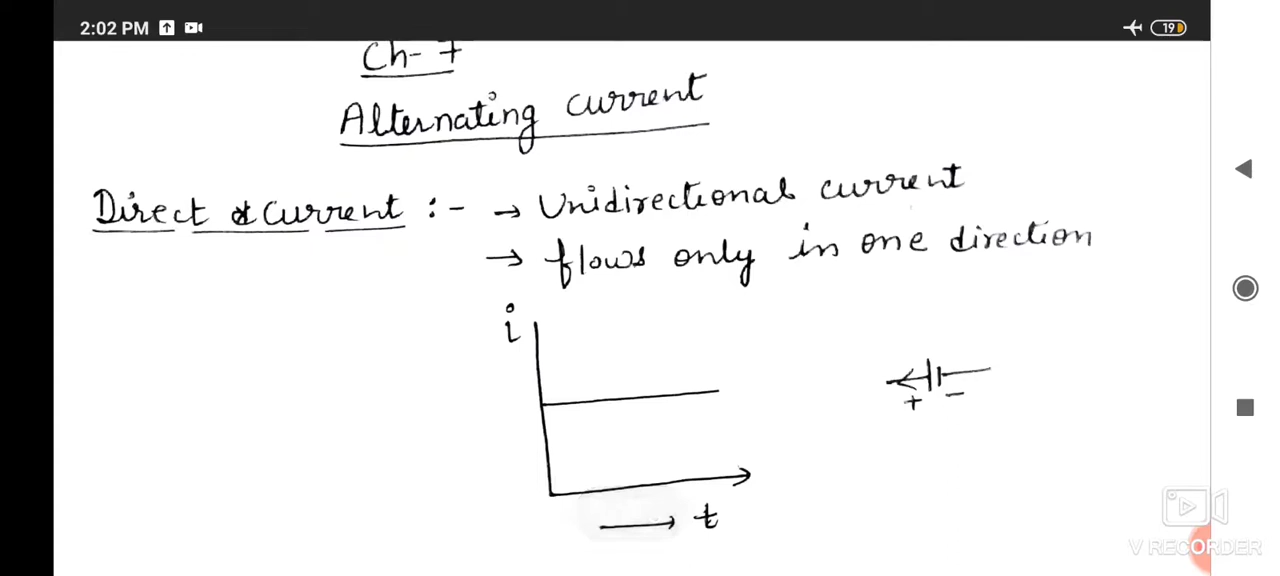 2:02 PM
19
Ch- 7
Alternating current
Direct current :- → Unidirectional current
→ flows only in one direction
i
+ -
→ t
V RECORDER